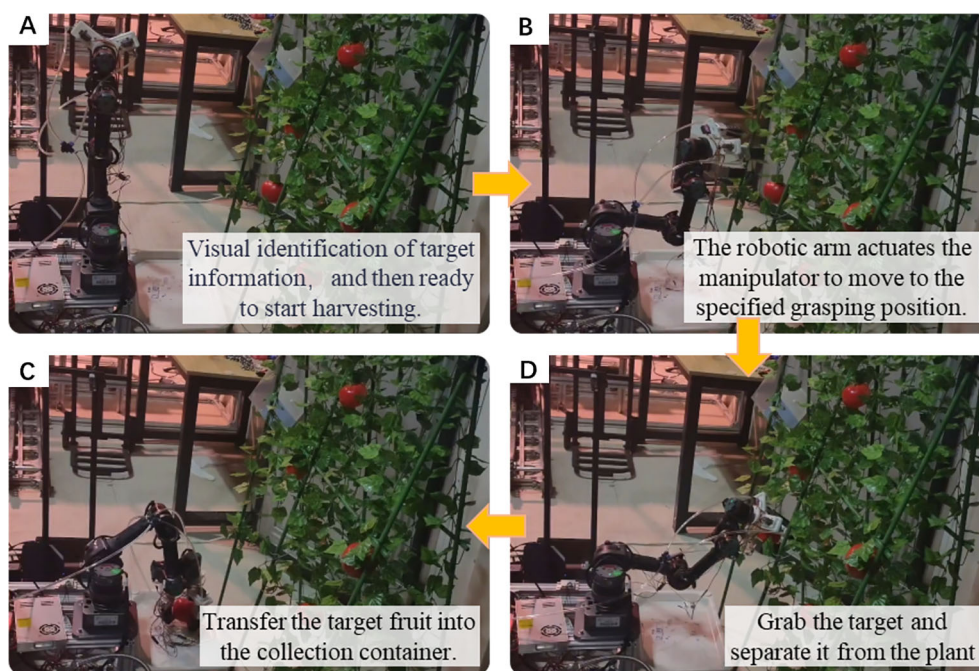 A
Visual identification of target
information， and then ready
to start harvesting.
B
The robotic arm actuates the
manipulator to move to the
specified grasping position.
C
Transfer the target fruit into
the collection container.
D
Grab the target and
separate it from the plant